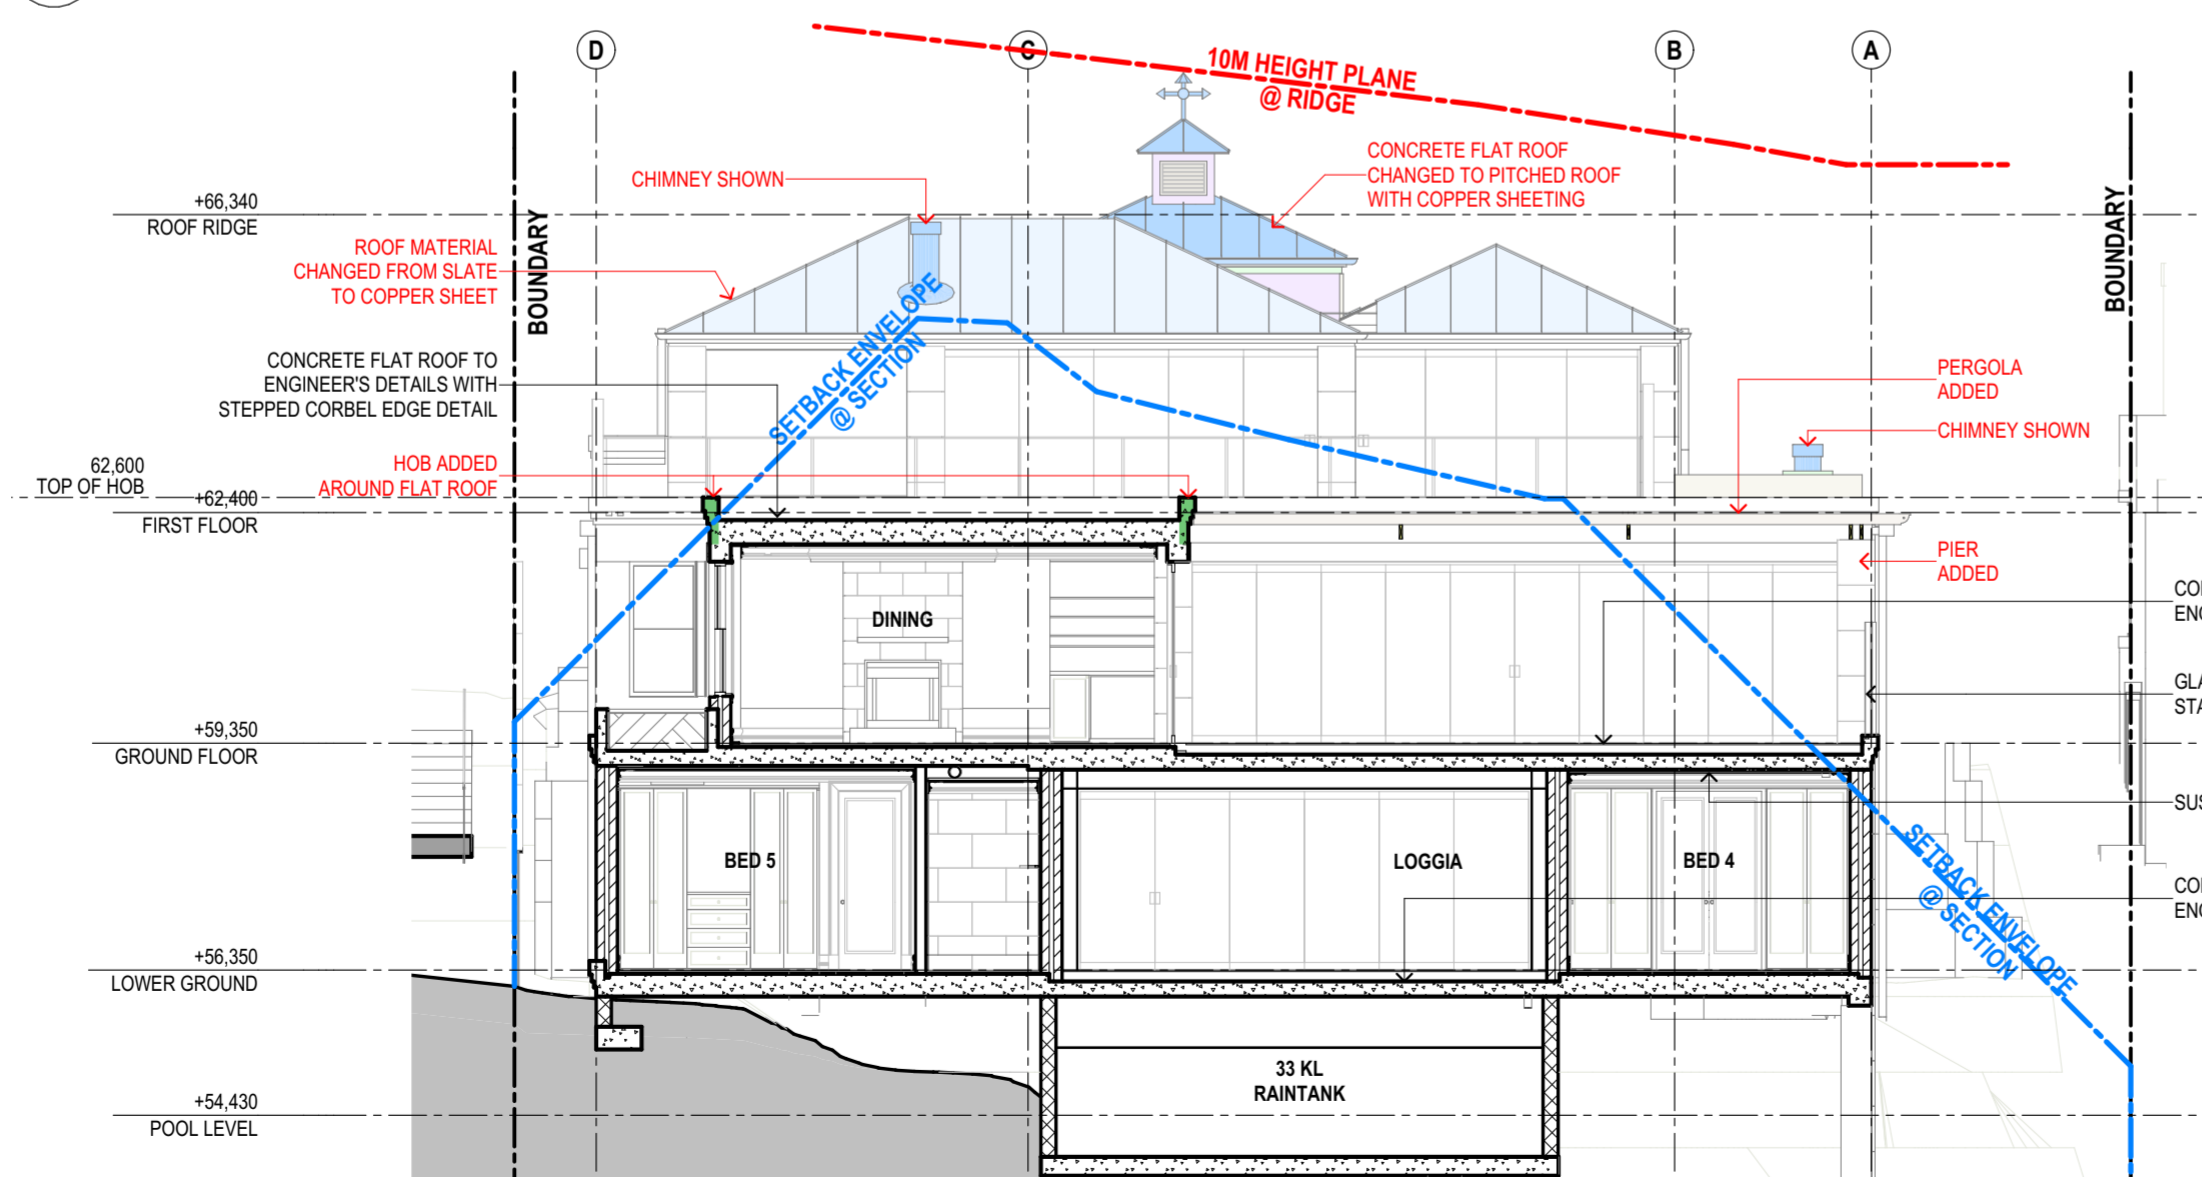 D
C
B
A
10M HEIGHT PLANE
@ RIDGE
CHIMNEY SHOWN
CONCRETE FLAT ROOF
CHANGED TO PITCHED ROOF
WITH COPPER SHEETING
+66,340
ROOF RIDGE
BOUNDARY
BOUNDARY
ROOF MATERIAL
CHANGED FROM SLATE
TO COPPER SHEET
SETBACK ENVELOPE
@ SECTION
CONCRETE FLAT ROOF TO
ENGINEER'S DETAILS WITH
STEPPED CORBEL EDGE DETAIL
PERGOLA
ADDED
CHIMNEY SHOWN
HOB ADDED
AROUND FLAT ROOF
62,600
TOP OF HOB
+62,400
FIRST FLOOR
PIER
ADDED
DINING
+59,350
GROUND FLOOR
BED 5
LOGGIA
BED 4
SETBACK ENVELOPE
@ SECTION
+56,350
LOWER GROUND
33 KL
RAINTANK
+54,430
POOL LEVEL